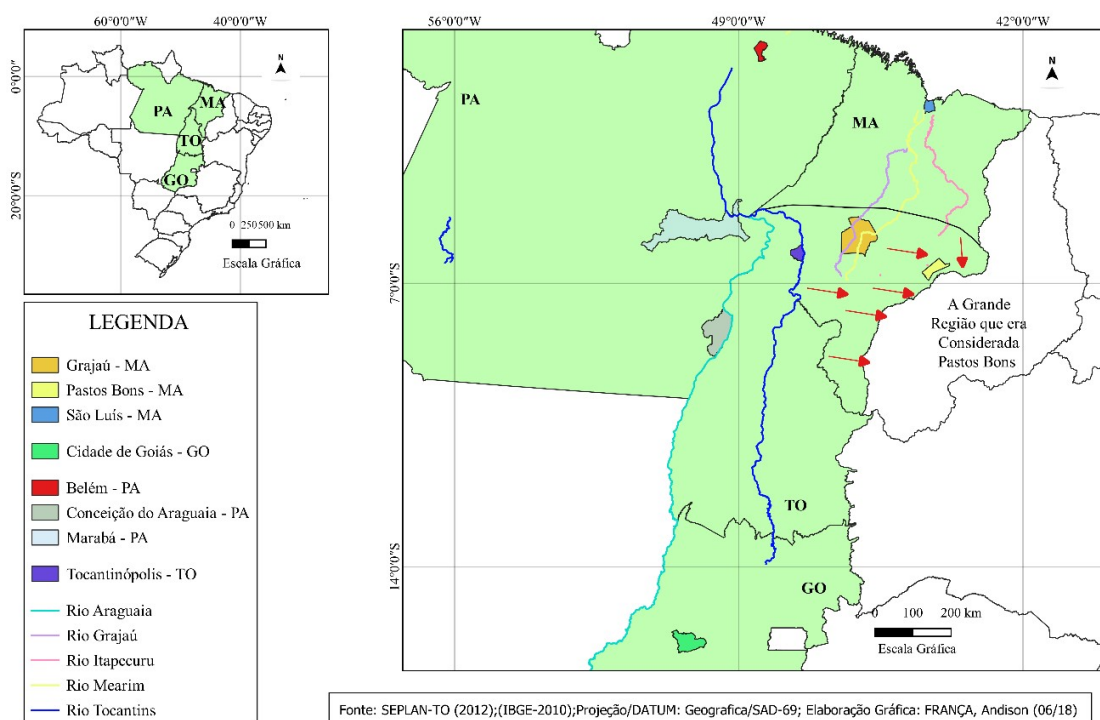 60°0'0"W
40°0'0"W
0°0'0"
20°0'0"S
N
PA
MA
TO
GO
0 250 500 km
Escala Gráfica
56°0'0"W
49°0'0"W
42°0'0"W
N
PA
MA
7°0'0"S
A Grande
Região que era
Considerada
Pastos Bons
TO
14°0'0"S
GO
0 100 200 km
Escala Gráfica
LEGENDA
Grajaú - MA
Pastos Bons - MA
São Luís - MA
Cidade de Goiás - GO
Belém - PA
Conceição do Araguaia - PA
Marabá - PA
Tocantinópolis - TO
Rio Araguaia
Rio Grajaú
Rio Itapecuru
Rio Mearim
Rio Tocantins
Fonte: SEPLAN-TO (2012);(IBGE-2010);Projeção/DATUM: Geografica/SAD-69; Elaboração Gráfica: FRANÇA, Andison (06/18)